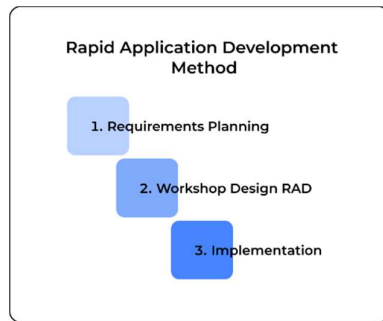 Rapid Application Development
Method
1. Requirements Planning
2. Workshop Design RAD
3. Implementation